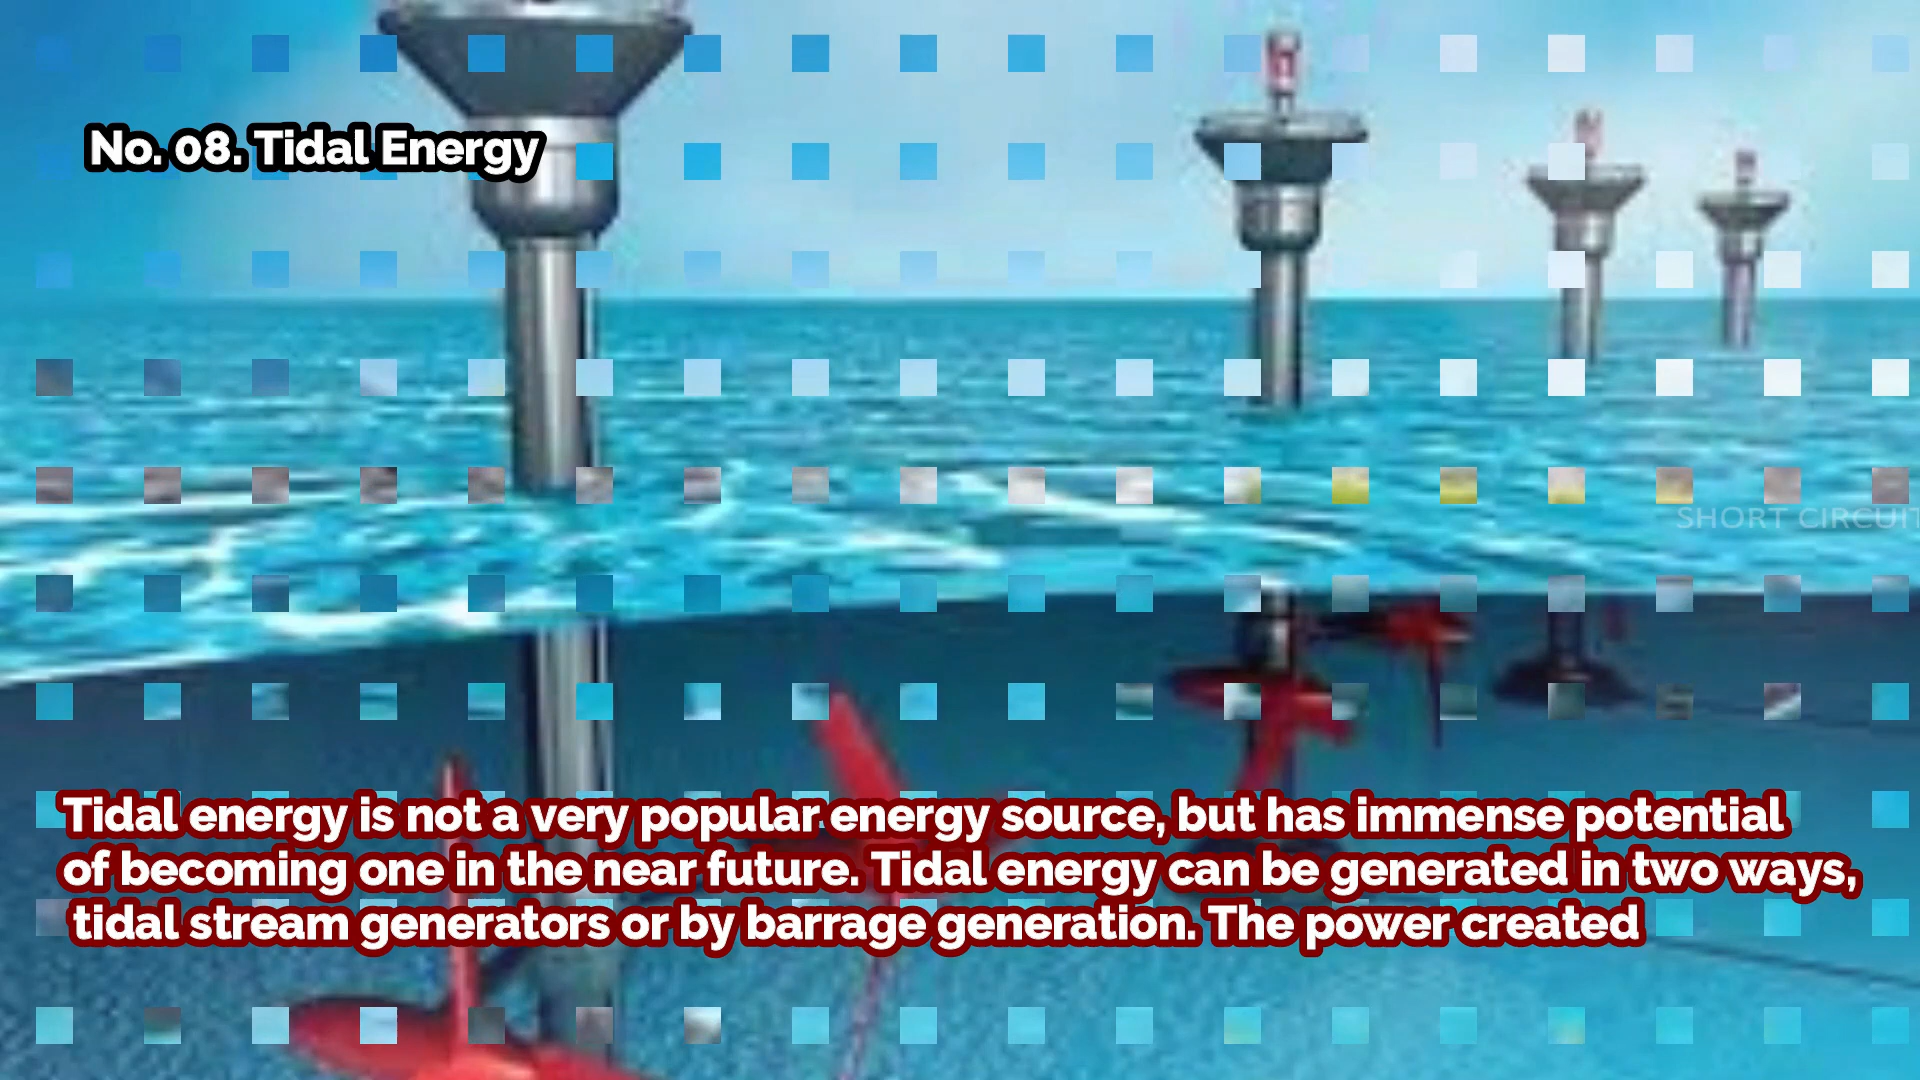 No. 08. Tidal Energy
SHORT CIRCUIT
Tidal energy is not a very popular energy source, but has immense potential
of becoming one in the near future. Tidal energy can be generated in two ways,
tidal stream generators or by barrage generation. The power created